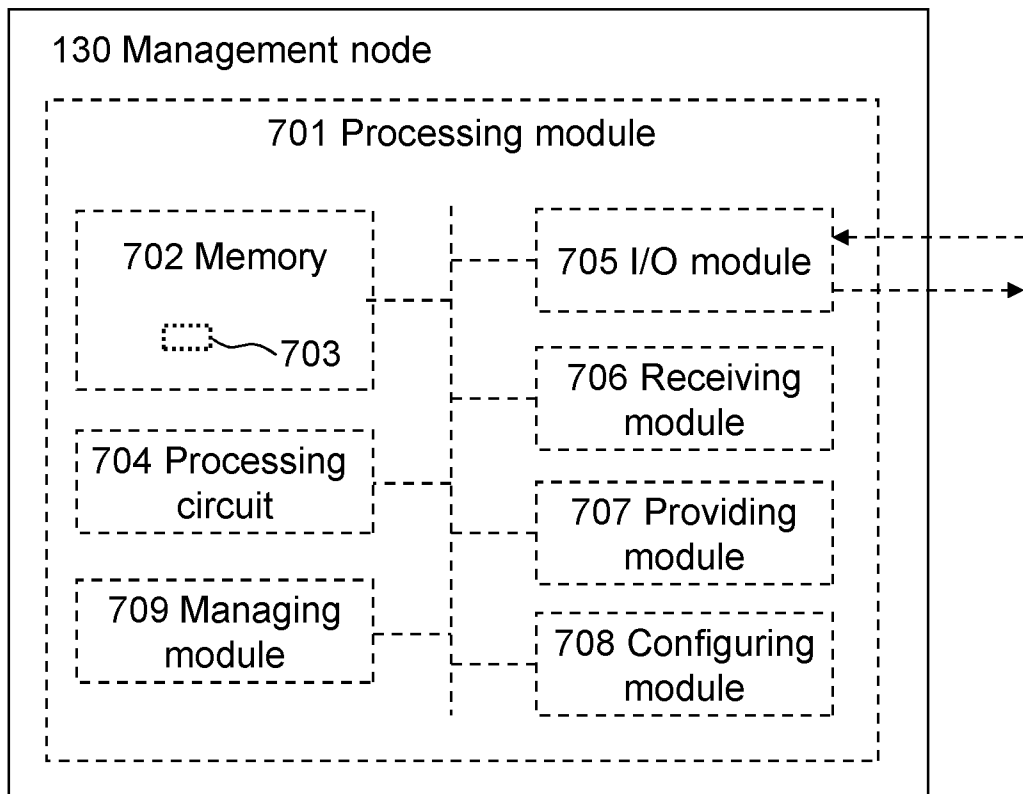 130 Management node
701 Processing module
702 Memory
703
704 Processing
circuit
709 Managing
module
705 I/O module
706 Receiving
module
707 Providing
module
708 Configuring
module